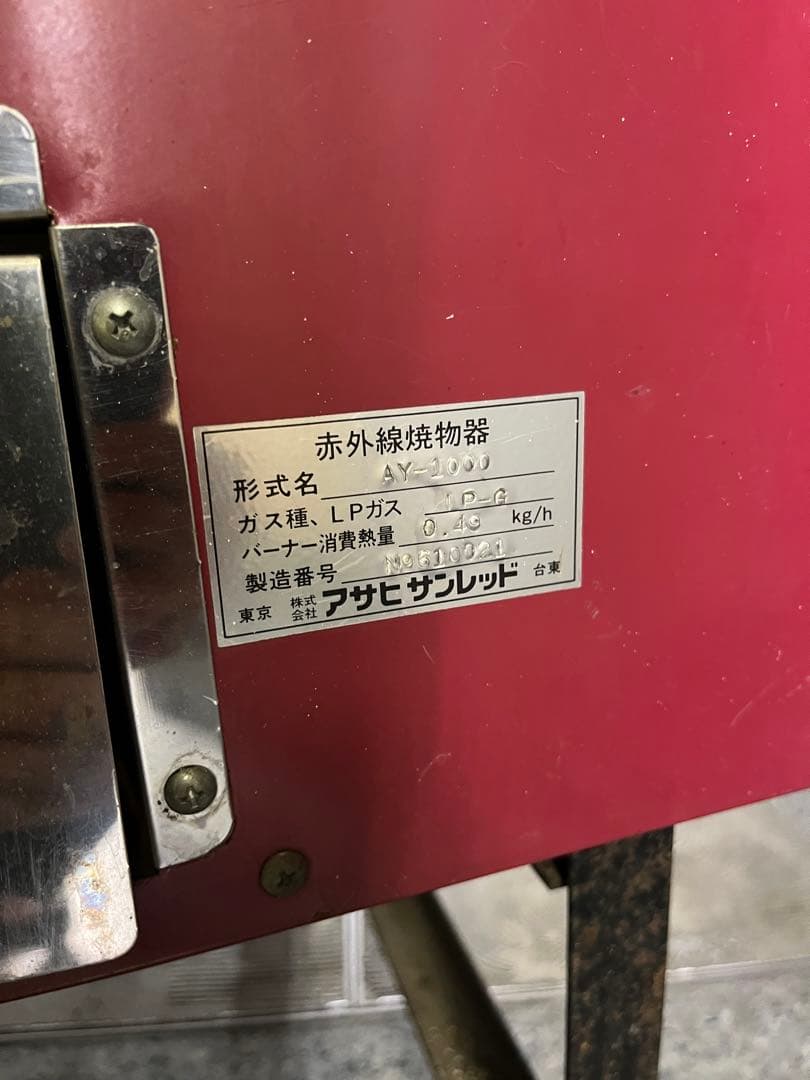 赤外線焼物器
形式名 AY-1000
ガス種、LPガス LP-G
バーナー消費熱量 0.49 kg/h
製造番号 №510321
東京 株式会社 アサヒサンレッド 台東